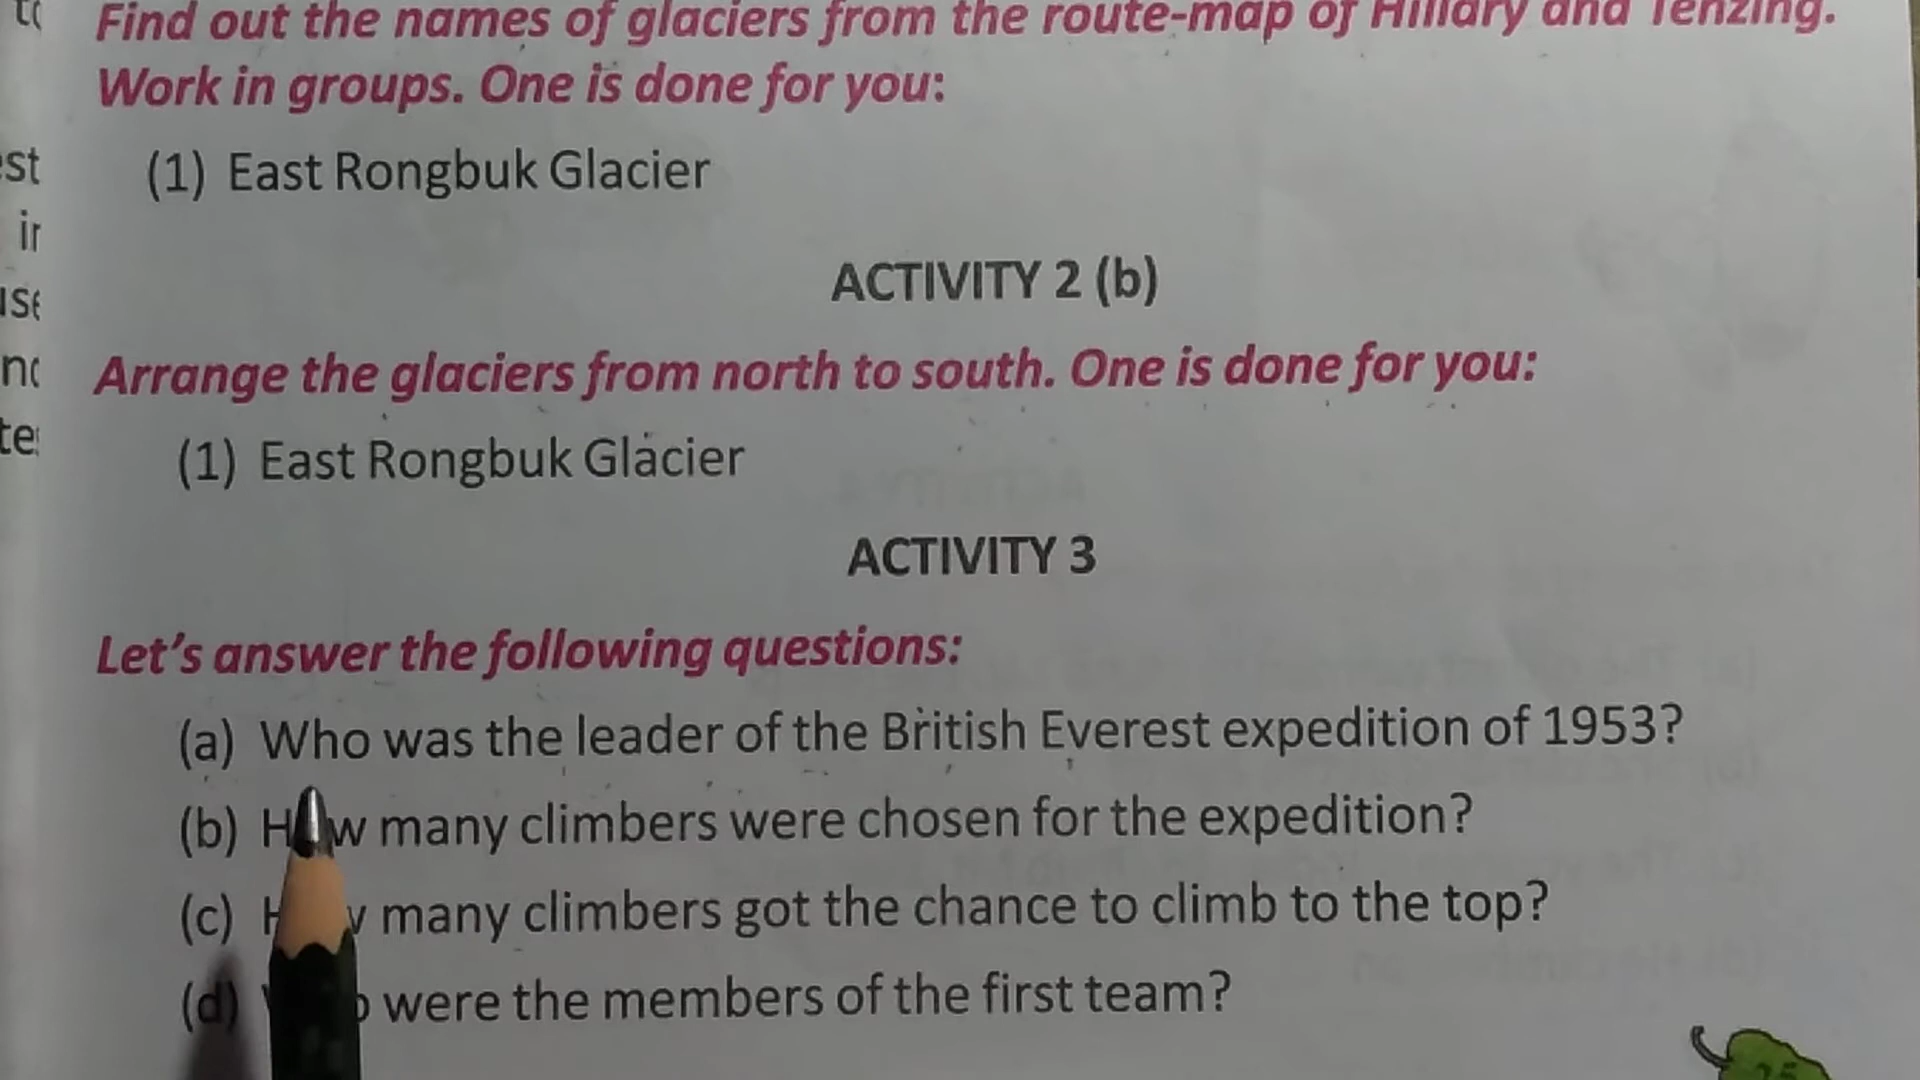 Find out the names of glaciers from the route-map of Hillary and Tenzing.
Work in groups. One is done for you:
(1) East Rongbuk Glacier
ACTIVITY 2 (b)
Arrange the glaciers from north to south. One is done for you:
(1) East Rongbuk Glacier
ACTIVITY 3
Let's answer the following questions:
(a) Who was the leader of the British Everest expedition of 1953?
(b) How many climbers were chosen for the expedition?
(c) How many climbers got the chance to climb to the top?
(d) Who were the members of the first team?